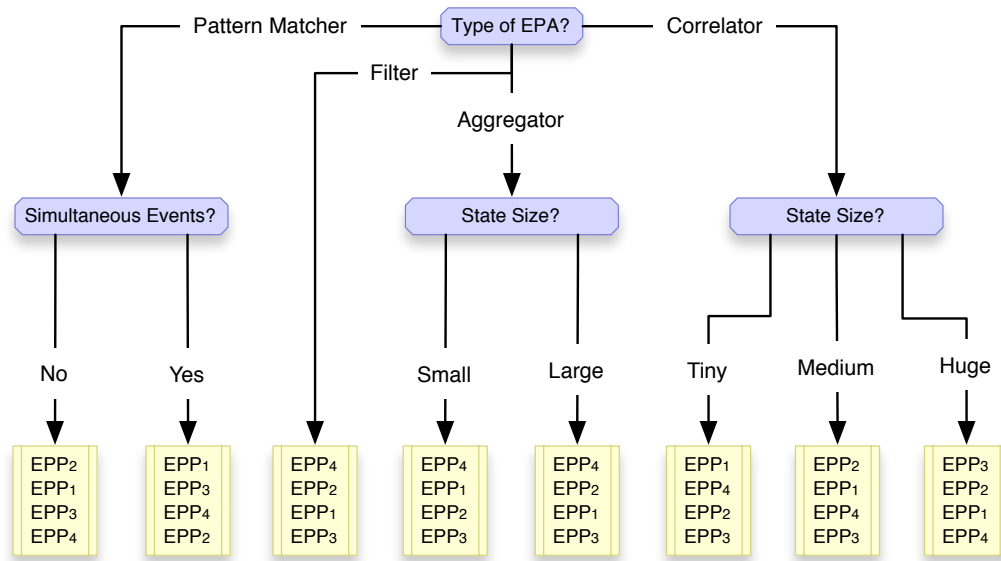 Pattern Matcher
Type of EPA?
Correlator
Filter
Aggregator
Simultaneous Events?
State Size?
State Size?
No
Yes
Small
Large
Tiny
Medium
Huge
EPP2
EPP1
EPP3
EPP4
EPP1
EPP3
EPP4
EPP2
EPP4
EPP2
EPP1
EPP3
EPP4
EPP1
EPP2
EPP3
EPP4
EPP2
EPP1
EPP3
EPP1
EPP4
EPP2
EPP3
EPP2
EPP1
EPP4
EPP3
EPP3
EPP2
EPP1
EPP4